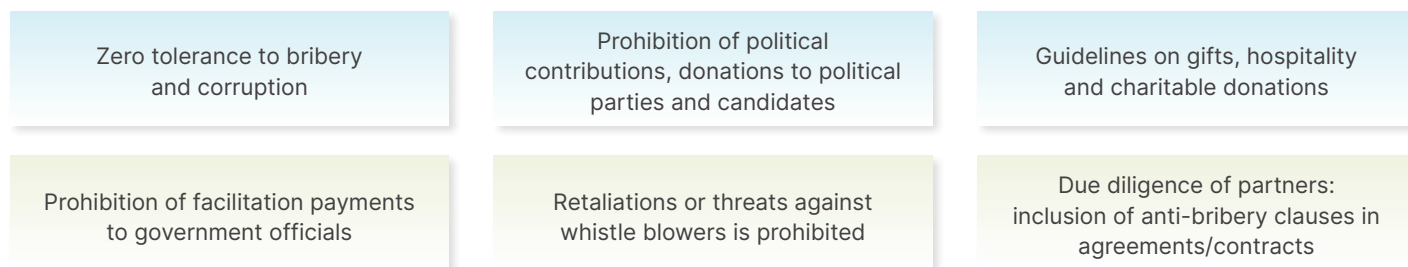 Zero tolerance to bribery
and corruption
Prohibition of political
contributions, donations to political
parties and candidates
Guidelines on gifts, hospitality
and charitable donations
Prohibition of facilitation payments
to government officials
Retaliations or threats against
whistle blowers is prohibited
Due diligence of partners:
inclusion of anti-bribery clauses in
agreements/contracts